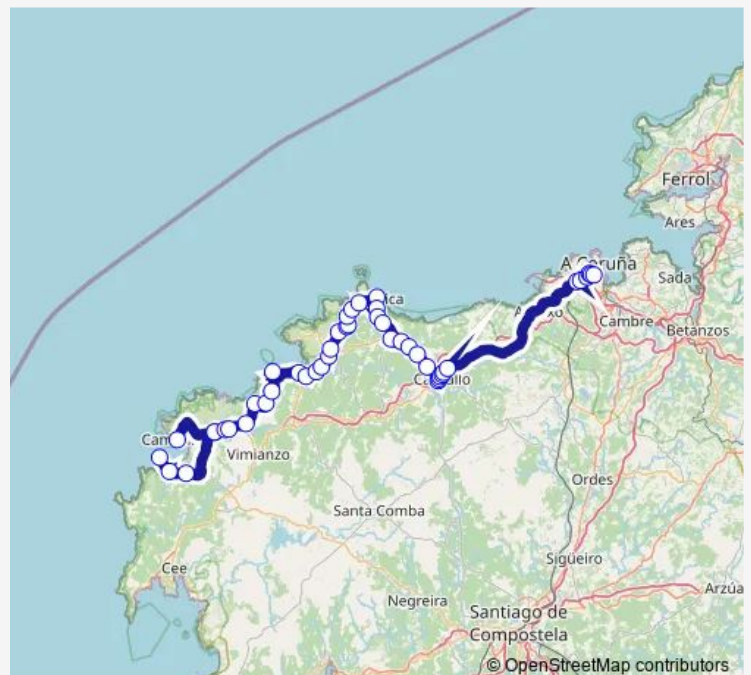 Ferrol
Ares
A Coruña
Sada
Cambre
Betanzos
Vimianzo
Ordes
Santa Comba
Sigüeiro
Cee
Negreira
Arzúa
Santiago de
Compostela
© OpenStreetMap contributors